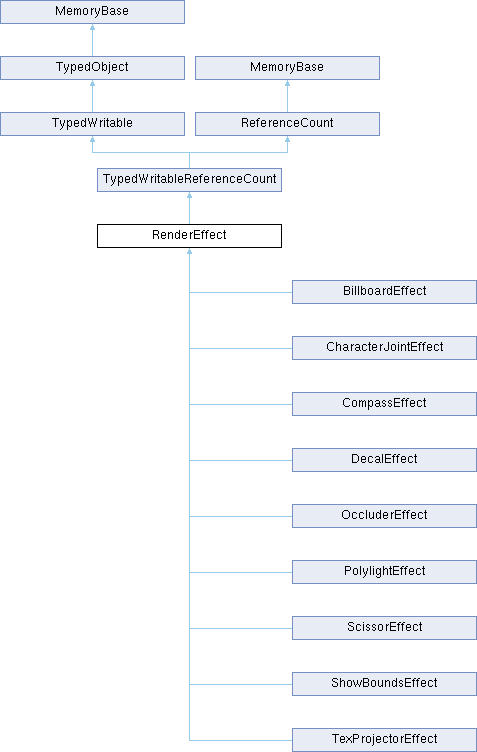 MemoryBase
TypedObject
MemoryBase
TypedWritable
ReferenceCount
TypedWritableReferenceCount
RenderEffect
BillboardEffect
CharacterJointEffect
CompassEffect
DecalEffect
OccluderEffect
PolylightEffect
ScissorEffect
ShowBoundsEffect
TexProjectorEffect